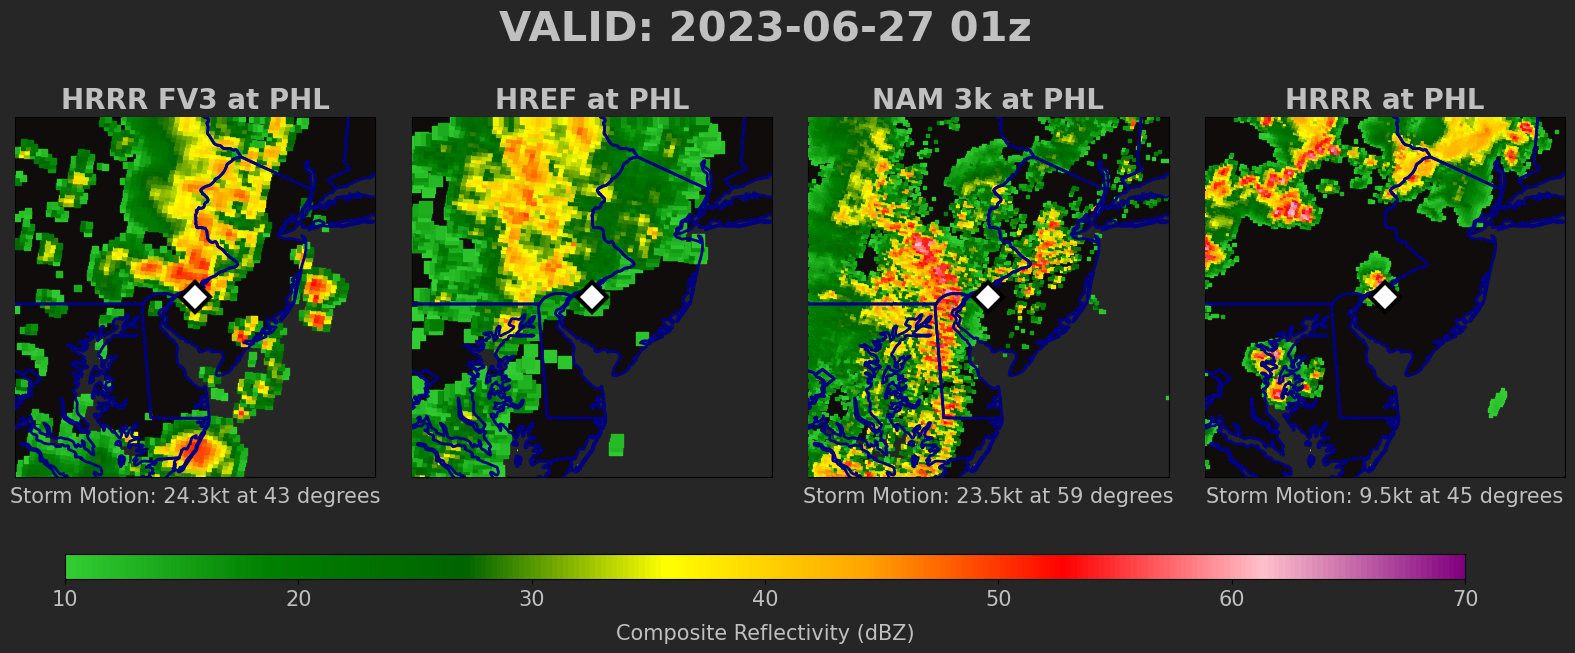 VALID: 2023-06-27 01z
HRRR FV3 at PHL
HREF at PHL
NAM 3k at PHL
HRRR at PHL
Storm Motion: 24.3kt at 43 degrees
Storm Motion: 23.5kt at 59 degrees
Storm Motion: 9.5kt at 45 degrees
10 20 30 40 50 60 70
Composite Reflectivity (dBZ)